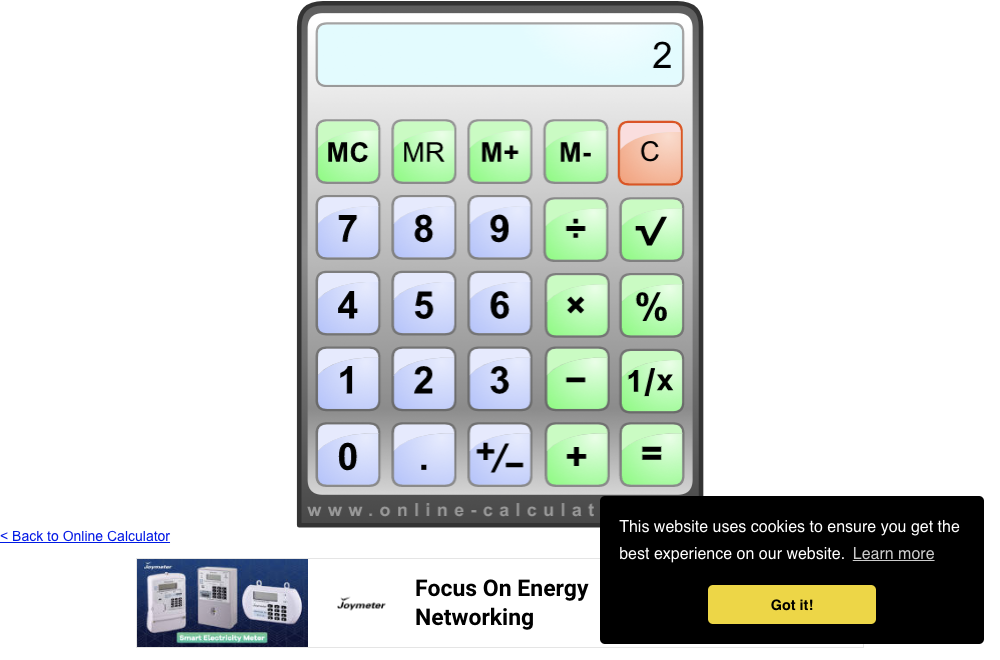 2
MC MR M+ M- C
7 8 9 ÷ √
4 5 6 × %
1 2 3 − 1/x
0 . +/− + =
www.online-calculat
< Back to Online Calculator
This website uses cookies to ensure you get the
best experience on our website. Learn more
Got it!
Joymeter
Smart Electricity Meter
Joymeter
Focus On Energy
Networking